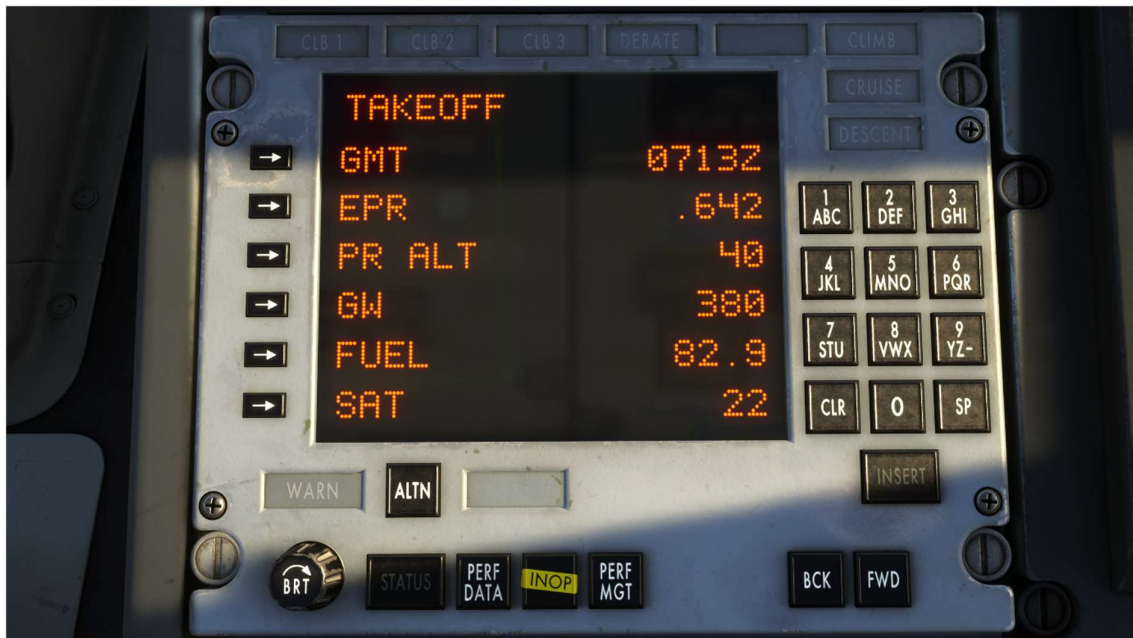 CLB 1 CLB 2 CLB 3 DERATE CLIMB
CRUISE
DESCENT
TAKEOFF
→ GMT 0713Z
→ EPR .642
→ PR ALT 40
→ GW 380
→ FUEL 82.9
→ SAT 22
1 ABC 2 DEF 3 GHI
4 JKL 5 MNO 6 PQR
7 STU 8 VWX 9 YZ-
CLR 0 SP
WARN ALTN INSERT
BRT STATUS PERF DATA INOP PERF MGT BCK FWD